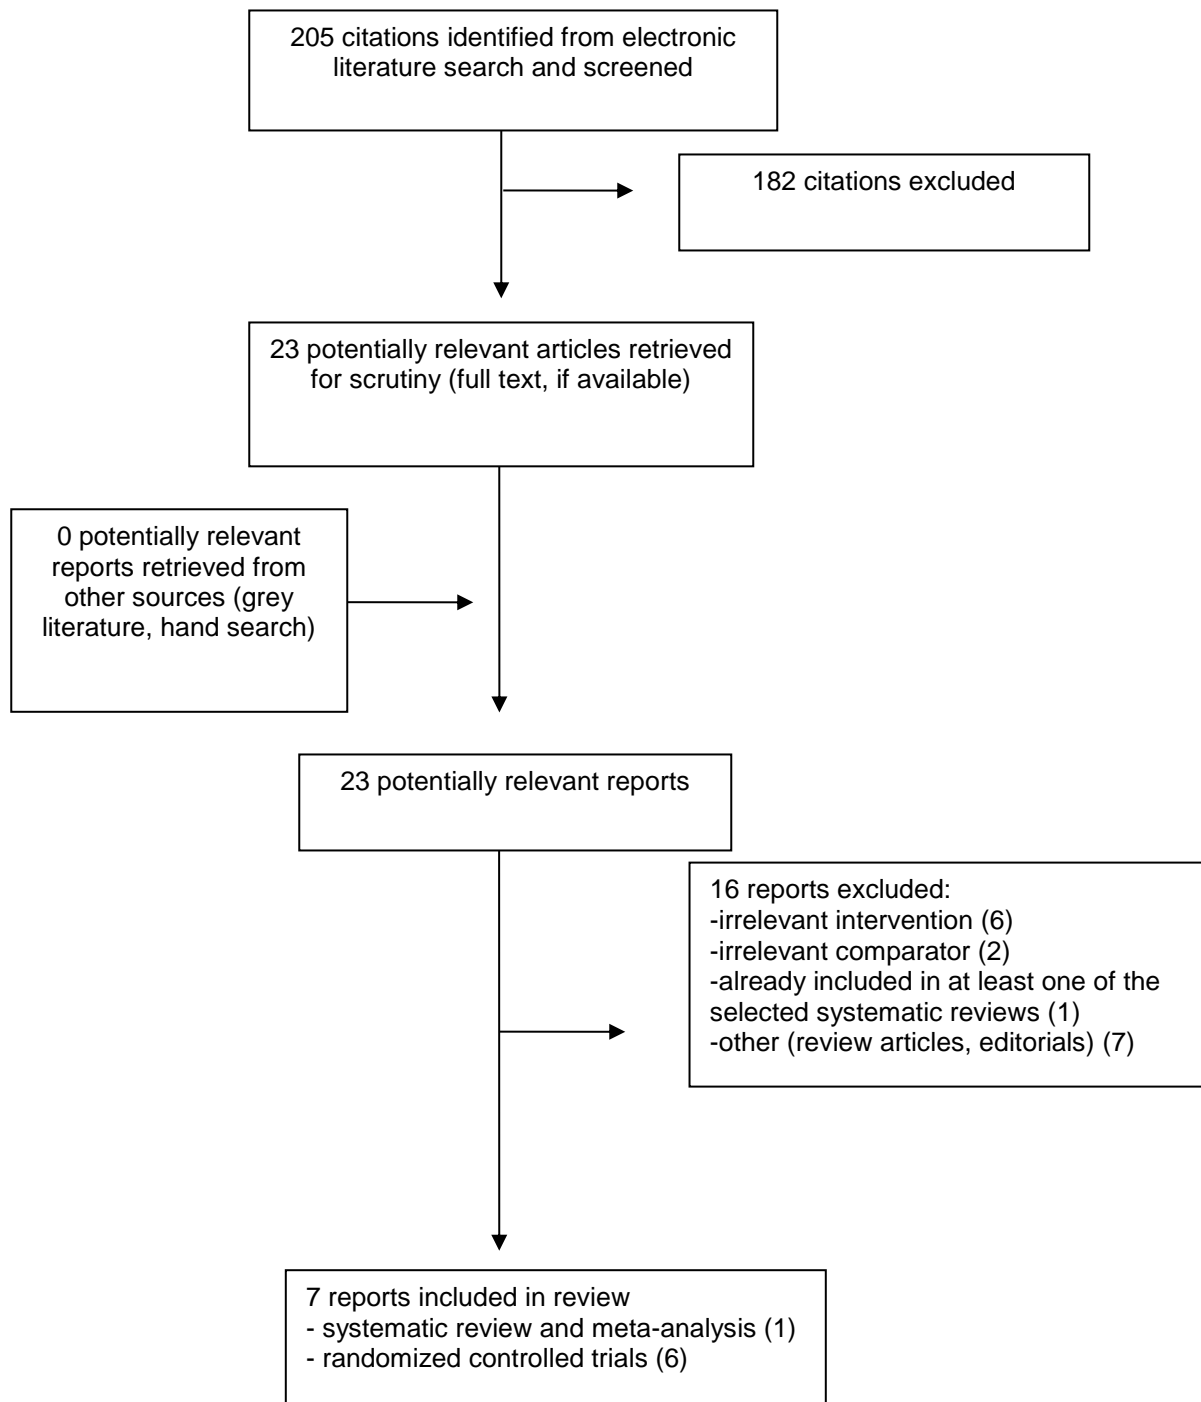 205 citations identified from electronic
literature search and screened
182 citations excluded
23 potentially relevant articles retrieved
for scrutiny (full text, if available)
0 potentially relevant
reports retrieved from
other sources (grey
literature, hand search)
23 potentially relevant reports
16 reports excluded:
-irrelevant intervention (6)
-irrelevant comparator (2)
-already included in at least one of the
selected systematic reviews (1)
-other (review articles, editorials) (7)
7 reports included in review
- systematic review and meta-analysis (1)
- randomized controlled trials (6)